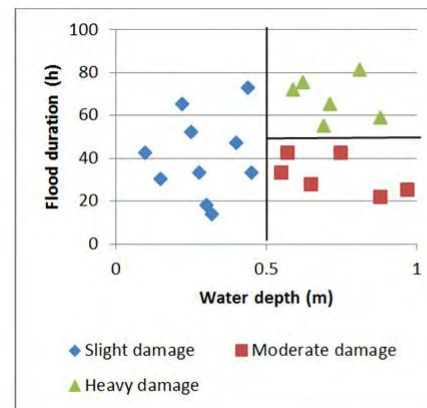 100
80
60
40
20
0
Flood duration (h)
0 0.5 1
Water depth (m)
Slight damage Moderate damage
Heavy damage